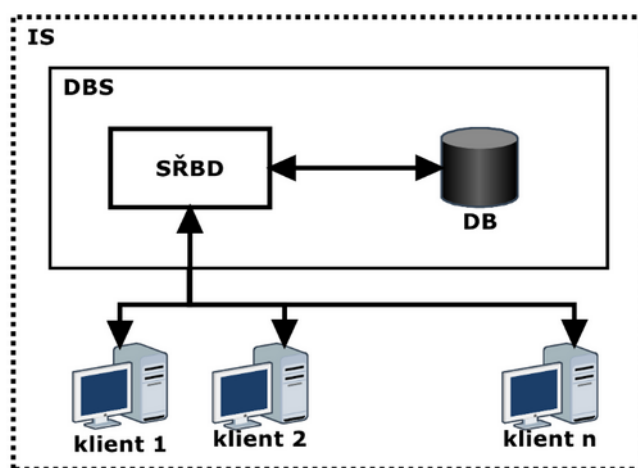 IS
DBS
SŘBD
DB
klient 1
klient 2
klient n